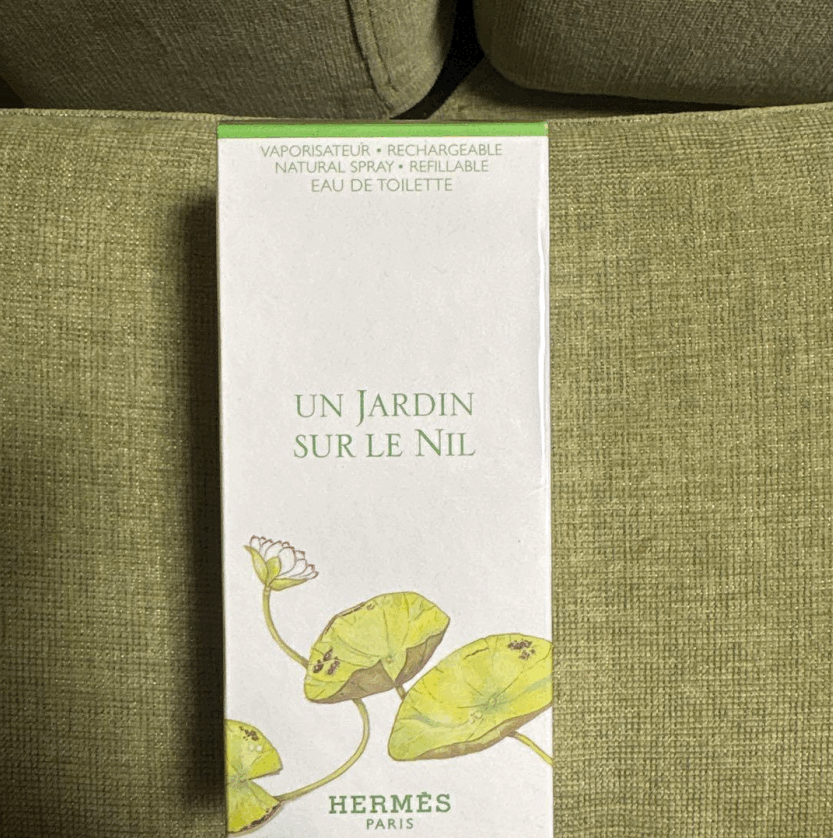 VAPORISATEUR • RECHARGEABLE
NATURAL SPRAY • REFILLABLE
EAU DE TOILETTE
UN JARDIN
SUR LE NIL
HERMÈS
PARIS